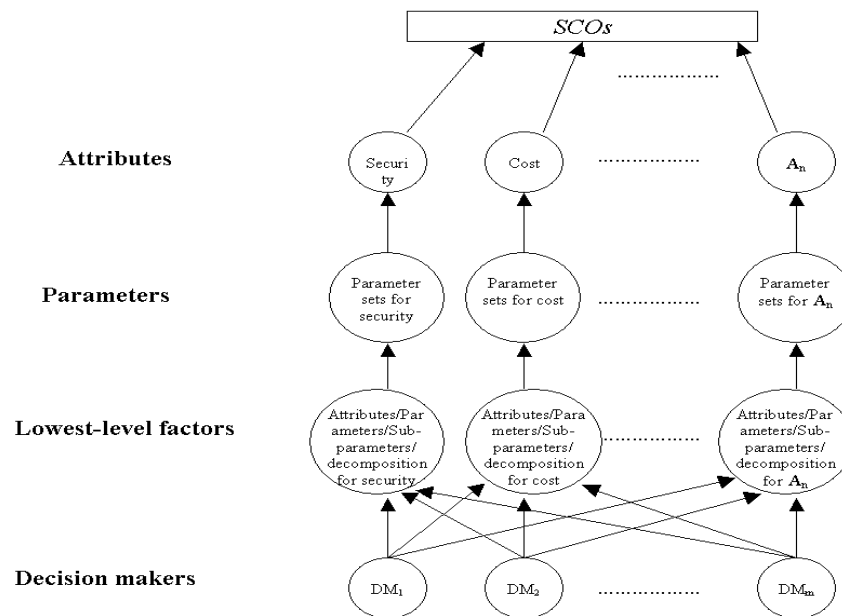 SCOs
..................
Attributes
Securi
ty
Cost
..................
Aₙ
Parameters
Parameter
sets for
security
Parameter
sets for cost
..................
Parameter
sets for Aₙ
Lowest-level factors
Attributes/Par
ameters/Sub-
parameters/
decomposition
for security
Attributes/Para
meters/Sub-
parameters/
decomposition
for cost
..................
Attributes/Par
ameters/Sub-
parameters/
decomposition
for Aₙ
Decision makers
DM₁
DM₂
..................
DMₘ